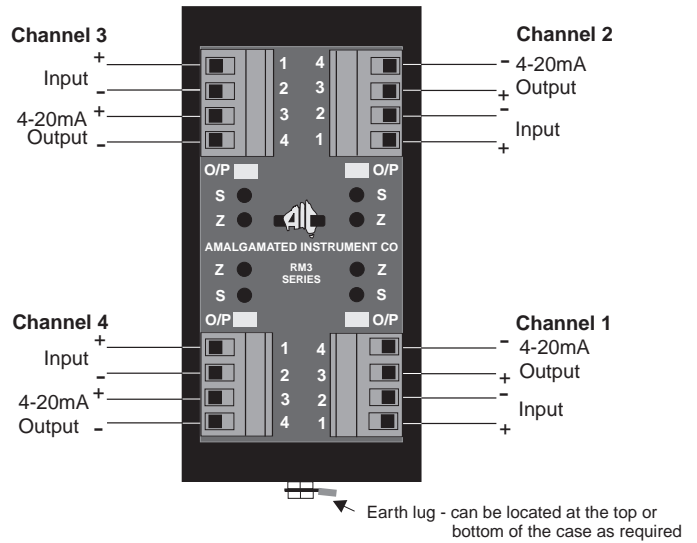 Channel 3
+
Input
-
4-20mA +
Output -
Channel 2
- 4-20mA
+ Output
-
Input
+
1 4
2 3
3 2
4 1
O/P O/P
S S
Z Z
AIC
AMALGAMATED INSTRUMENT CO
Z RM3 Z
SERIES
S S
O/P O/P
Channel 4
+
Input
-
4-20mA +
Output -
Channel 1
- 4-20mA
+ Output
-
Input
+
1 4
2 3
3 2
4 1
Earth lug - can be located at the top or
bottom of the case as required